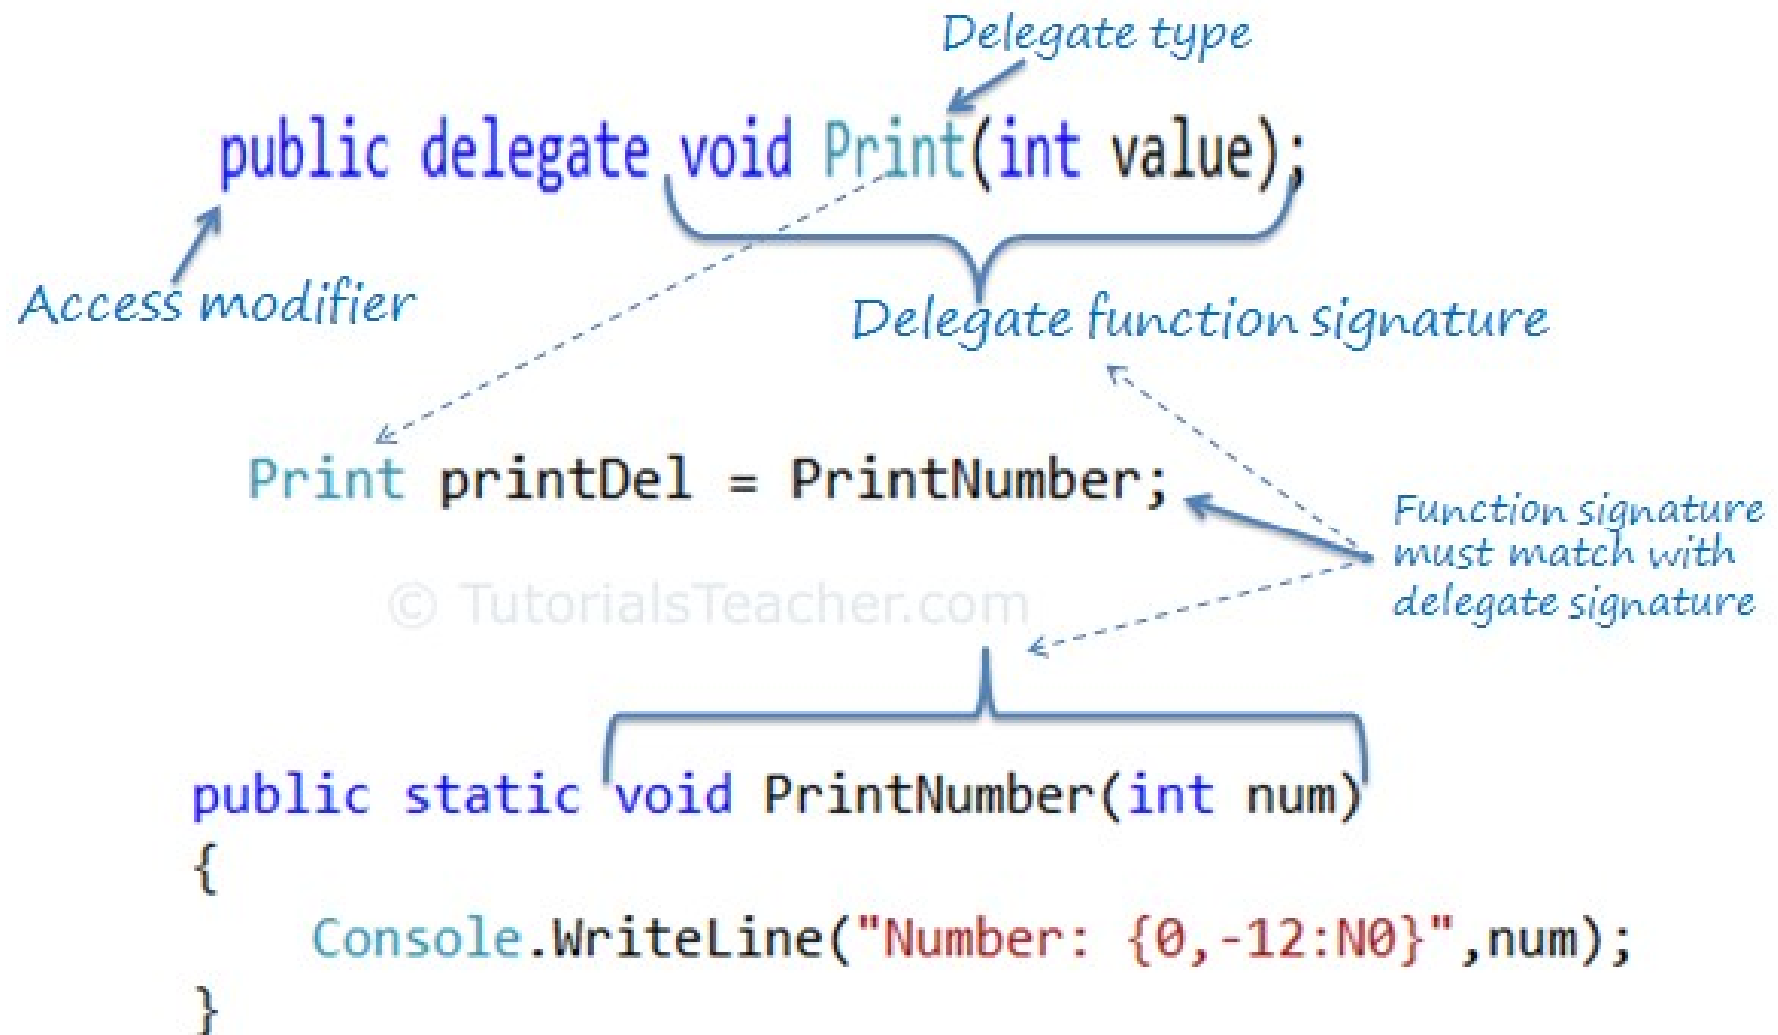 Delegate type
public delegate void Print(int value);
Access modifier
Delegate function signature
Print printDel = PrintNumber;
Function signature
must match with
delegate signature
© TutorialsTeacher.com
public static void PrintNumber(int num)
{
Console.WriteLine("Number: {0,-12:N0}",num);
}